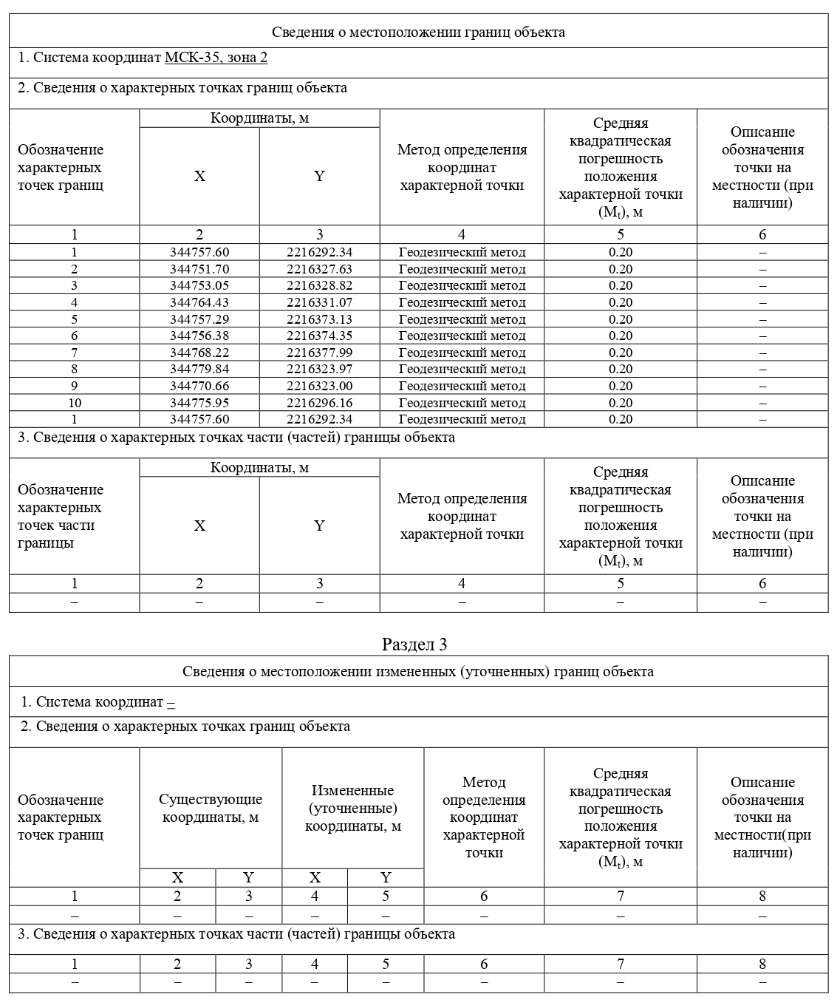 Сведения о местоположении границ объекта
1. Система координат МСК-35, зона 2
2. Сведения о характерных точках границ объекта
Обозначение
характерных
точек границ
Координаты, м
X Y
Метод определения
координат
характерной точки
Средняя
квадратическая
погрешность
положения
характерной точки
(Mt), м
Описание
обозначения
точки на
местности (при
наличии)
1 2 3 4 5 6
1 344757.60 2216292.34 Геодезический метод 0.20 –
2 344751.70 2216327.63 Геодезический метод 0.20 –
3 344753.05 2216328.82 Геодезический метод 0.20 –
4 344764.43 2216331.07 Геодезический метод 0.20 –
5 344757.29 2216373.13 Геодезический метод 0.20 –
6 344756.38 2216374.35 Геодезический метод 0.20 –
7 344768.22 2216377.99 Геодезический метод 0.20 –
8 344779.84 2216323.97 Геодезический метод 0.20 –
9 344770.66 2216323.00 Геодезический метод 0.20 –
10 344775.95 2216296.16 Геодезический метод 0.20 –
1 344757.60 2216292.34 Геодезический метод 0.20 –
3. Сведения о характерных точках части (частей) границы объекта
Обозначение
характерных
точек части
границы
Координаты, м
X Y
Метод определения
координат
характерной точки
Средняя
квадратическая
погрешность
положения
характерной точки
(Mt), м
Описание
обозначения
точки на
местности (при
наличии)
1 2 3 4 5 6
– – – – – –
Раздел 3
Сведения о местоположении измененных (уточненных) границ объекта
1. Система координат –
2. Сведения о характерных точках границ объекта
Обозначение
характерных
точек границ
Существующие
координаты, м
Измененные
(уточненные)
координаты, м
X Y X Y
Метод
определения
координат
характерной
точки
Средняя
квадратическая
погрешность
положения
характерной точки
(Mt), м
Описание
обозначения
точки на
местности(при
наличии)
1 2 3 4 5 6 7 8
– – – – – – – –
3. Сведения о характерных точках части (частей) границы объекта
1 2 3 4 5 6 7 8
– – – – – – – –